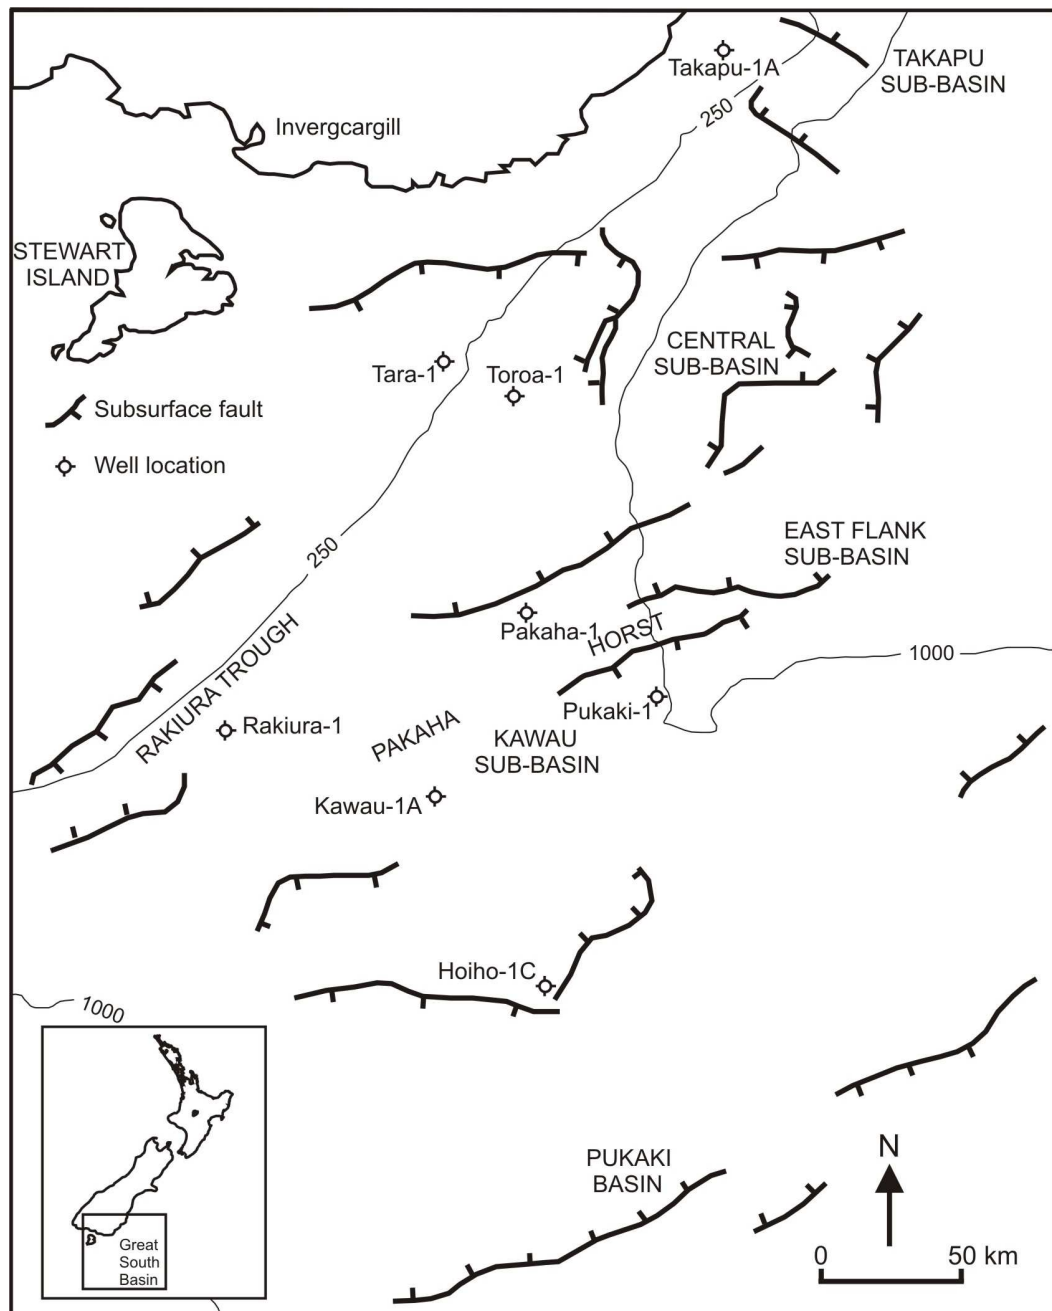 Takapu-1A
TAKAPU
SUB-BASIN
250
Invergcargill
STEWART
ISLAND
CENTRAL
SUB-BASIN
Tara-1
Toroa-1
Subsurface fault
Well location
EAST FLANK
SUB-BASIN
250
Pakaha-1
HORST
RAKIURA TROUGH
1000
Pukaki-1
Rakiura-1
PAKAHA
KAWAU
SUB-BASIN
Kawau-1A
Hoiho-1C
1000
PUKAKI
BASIN
N
Great
South
Basin
0
50 km